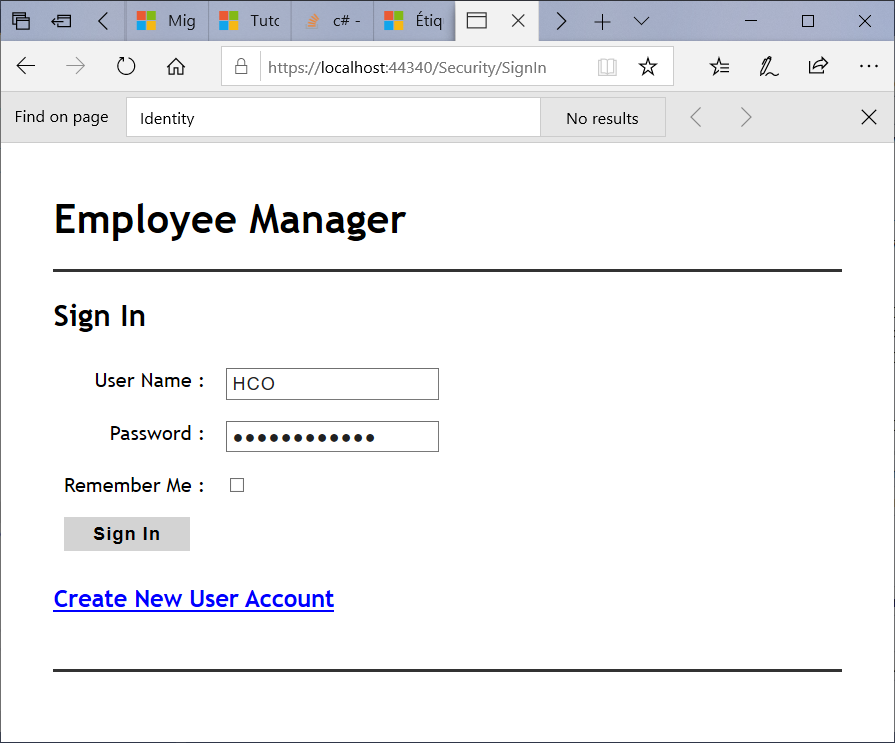 Mig Tuto c# - Étiq
https://localhost:44340/Security/SignIn
Find on page Identity No results
Employee Manager
Sign In
User Name : HCO
Password : ●●●●●●●●●●●●
Remember Me :
Sign In
Create New User Account